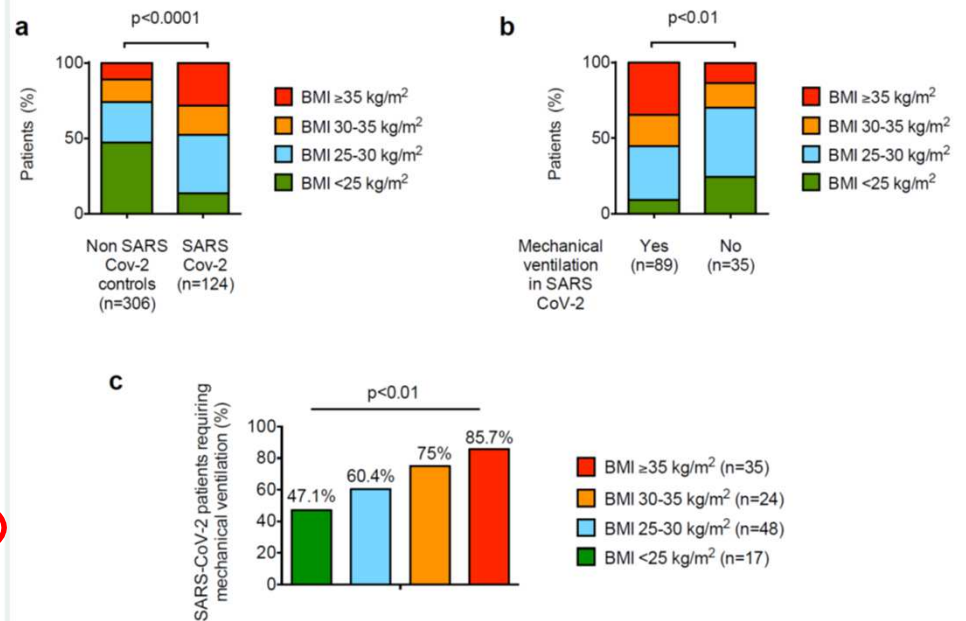 a
p<0.0001
100
50
0
Patients (%)
Non SARS
Cov-2
controls
(n=306)
SARS
Cov-2
(n=124)
BMI ≥35 kg/m²
BMI 30-35 kg/m²
BMI 25-30 kg/m²
BMI <25 kg/m²
b
p<0.01
100
50
0
Patients (%)
Mechanical
ventilation
in SARS
CoV-2
Yes
(n=89)
No
(n=35)
BMI ≥35 kg/m²
BMI 30-35 kg/m²
BMI 25-30 kg/m²
BMI <25 kg/m²
c
p<0.01
SARS-CoV-2 patients requiring
mechanical ventilation (%)
100
80
60
40
20
0
47.1%
60.4%
75%
85.7%
BMI ≥35 kg/m² (n=35)
BMI 30-35 kg/m² (n=24)
BMI 25-30 kg/m² (n=48)
BMI <25 kg/m² (n=17)